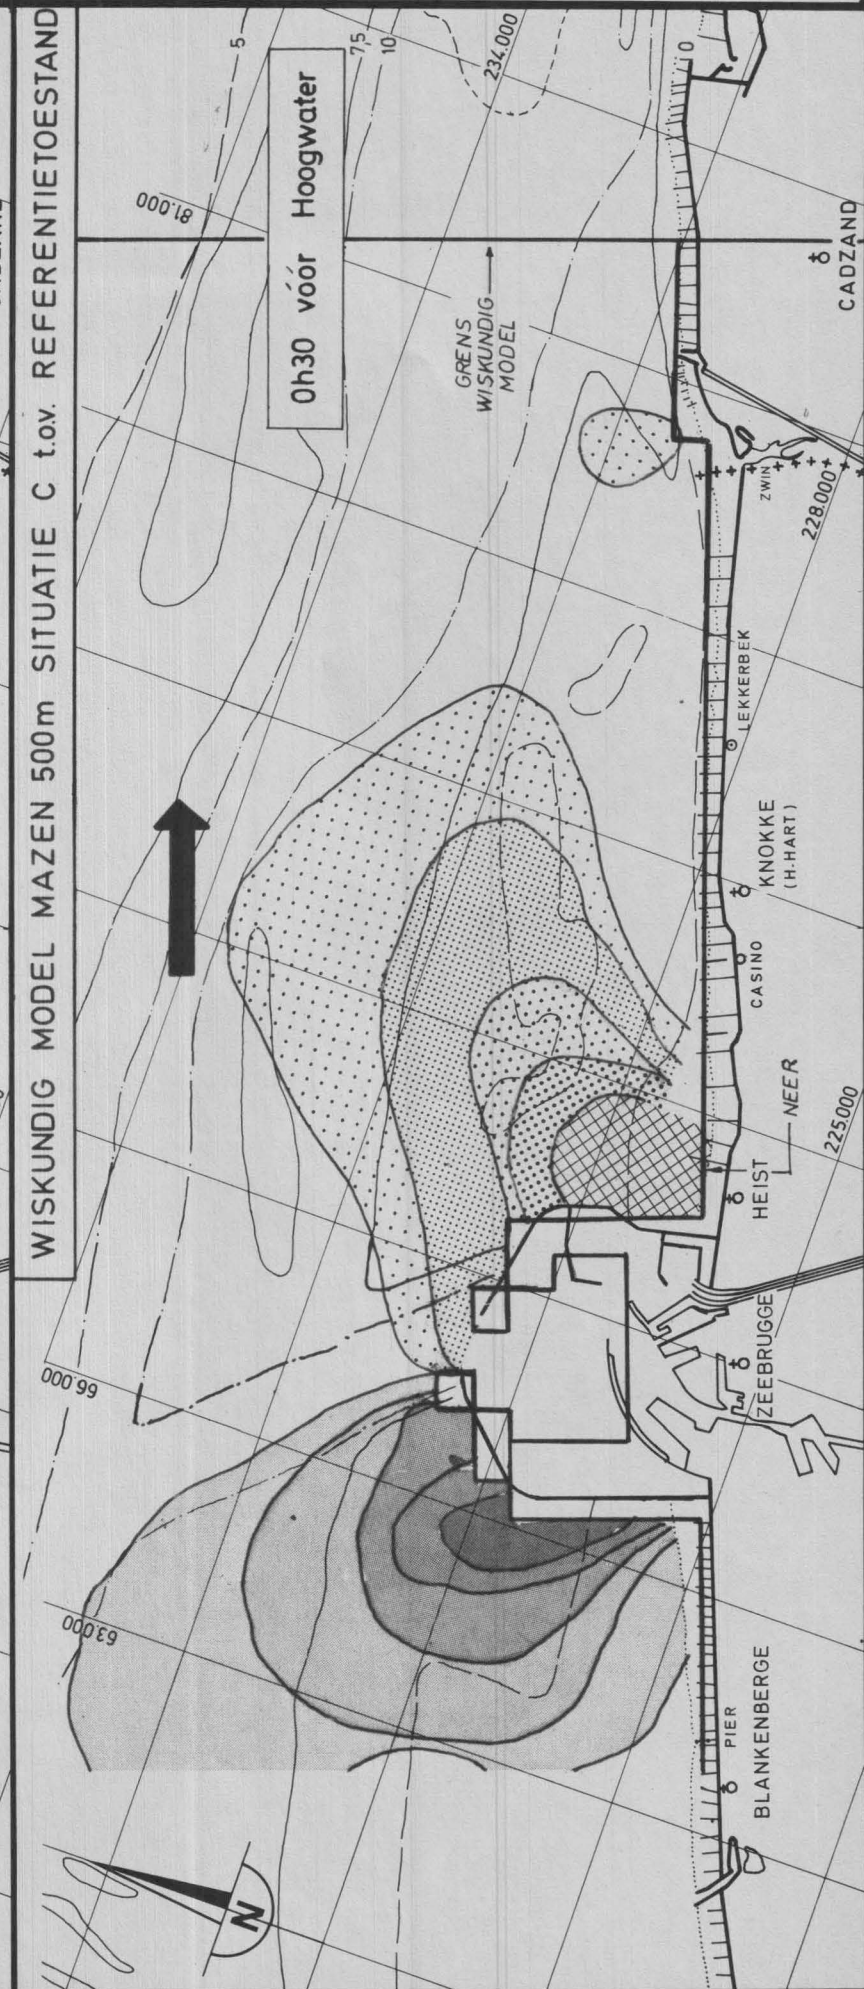 WISKUNDIG MODEL MAZEN 500m SITUATIE C t.o.v. REFERENTIETOESTAND
0h30 vóór Hoogwater
5
7,5
10
0
234.000
81.000
GRENS
WISKUNDIG
MODEL
CADZAND
ZWIN
228.000
LEKKERBEK
KNOKKE
(H.HART)
CASINO
NEER
HEIST
225.000
ZEEBRUGGE
66.000
63.000
PIER
BLANKENBERGE
N